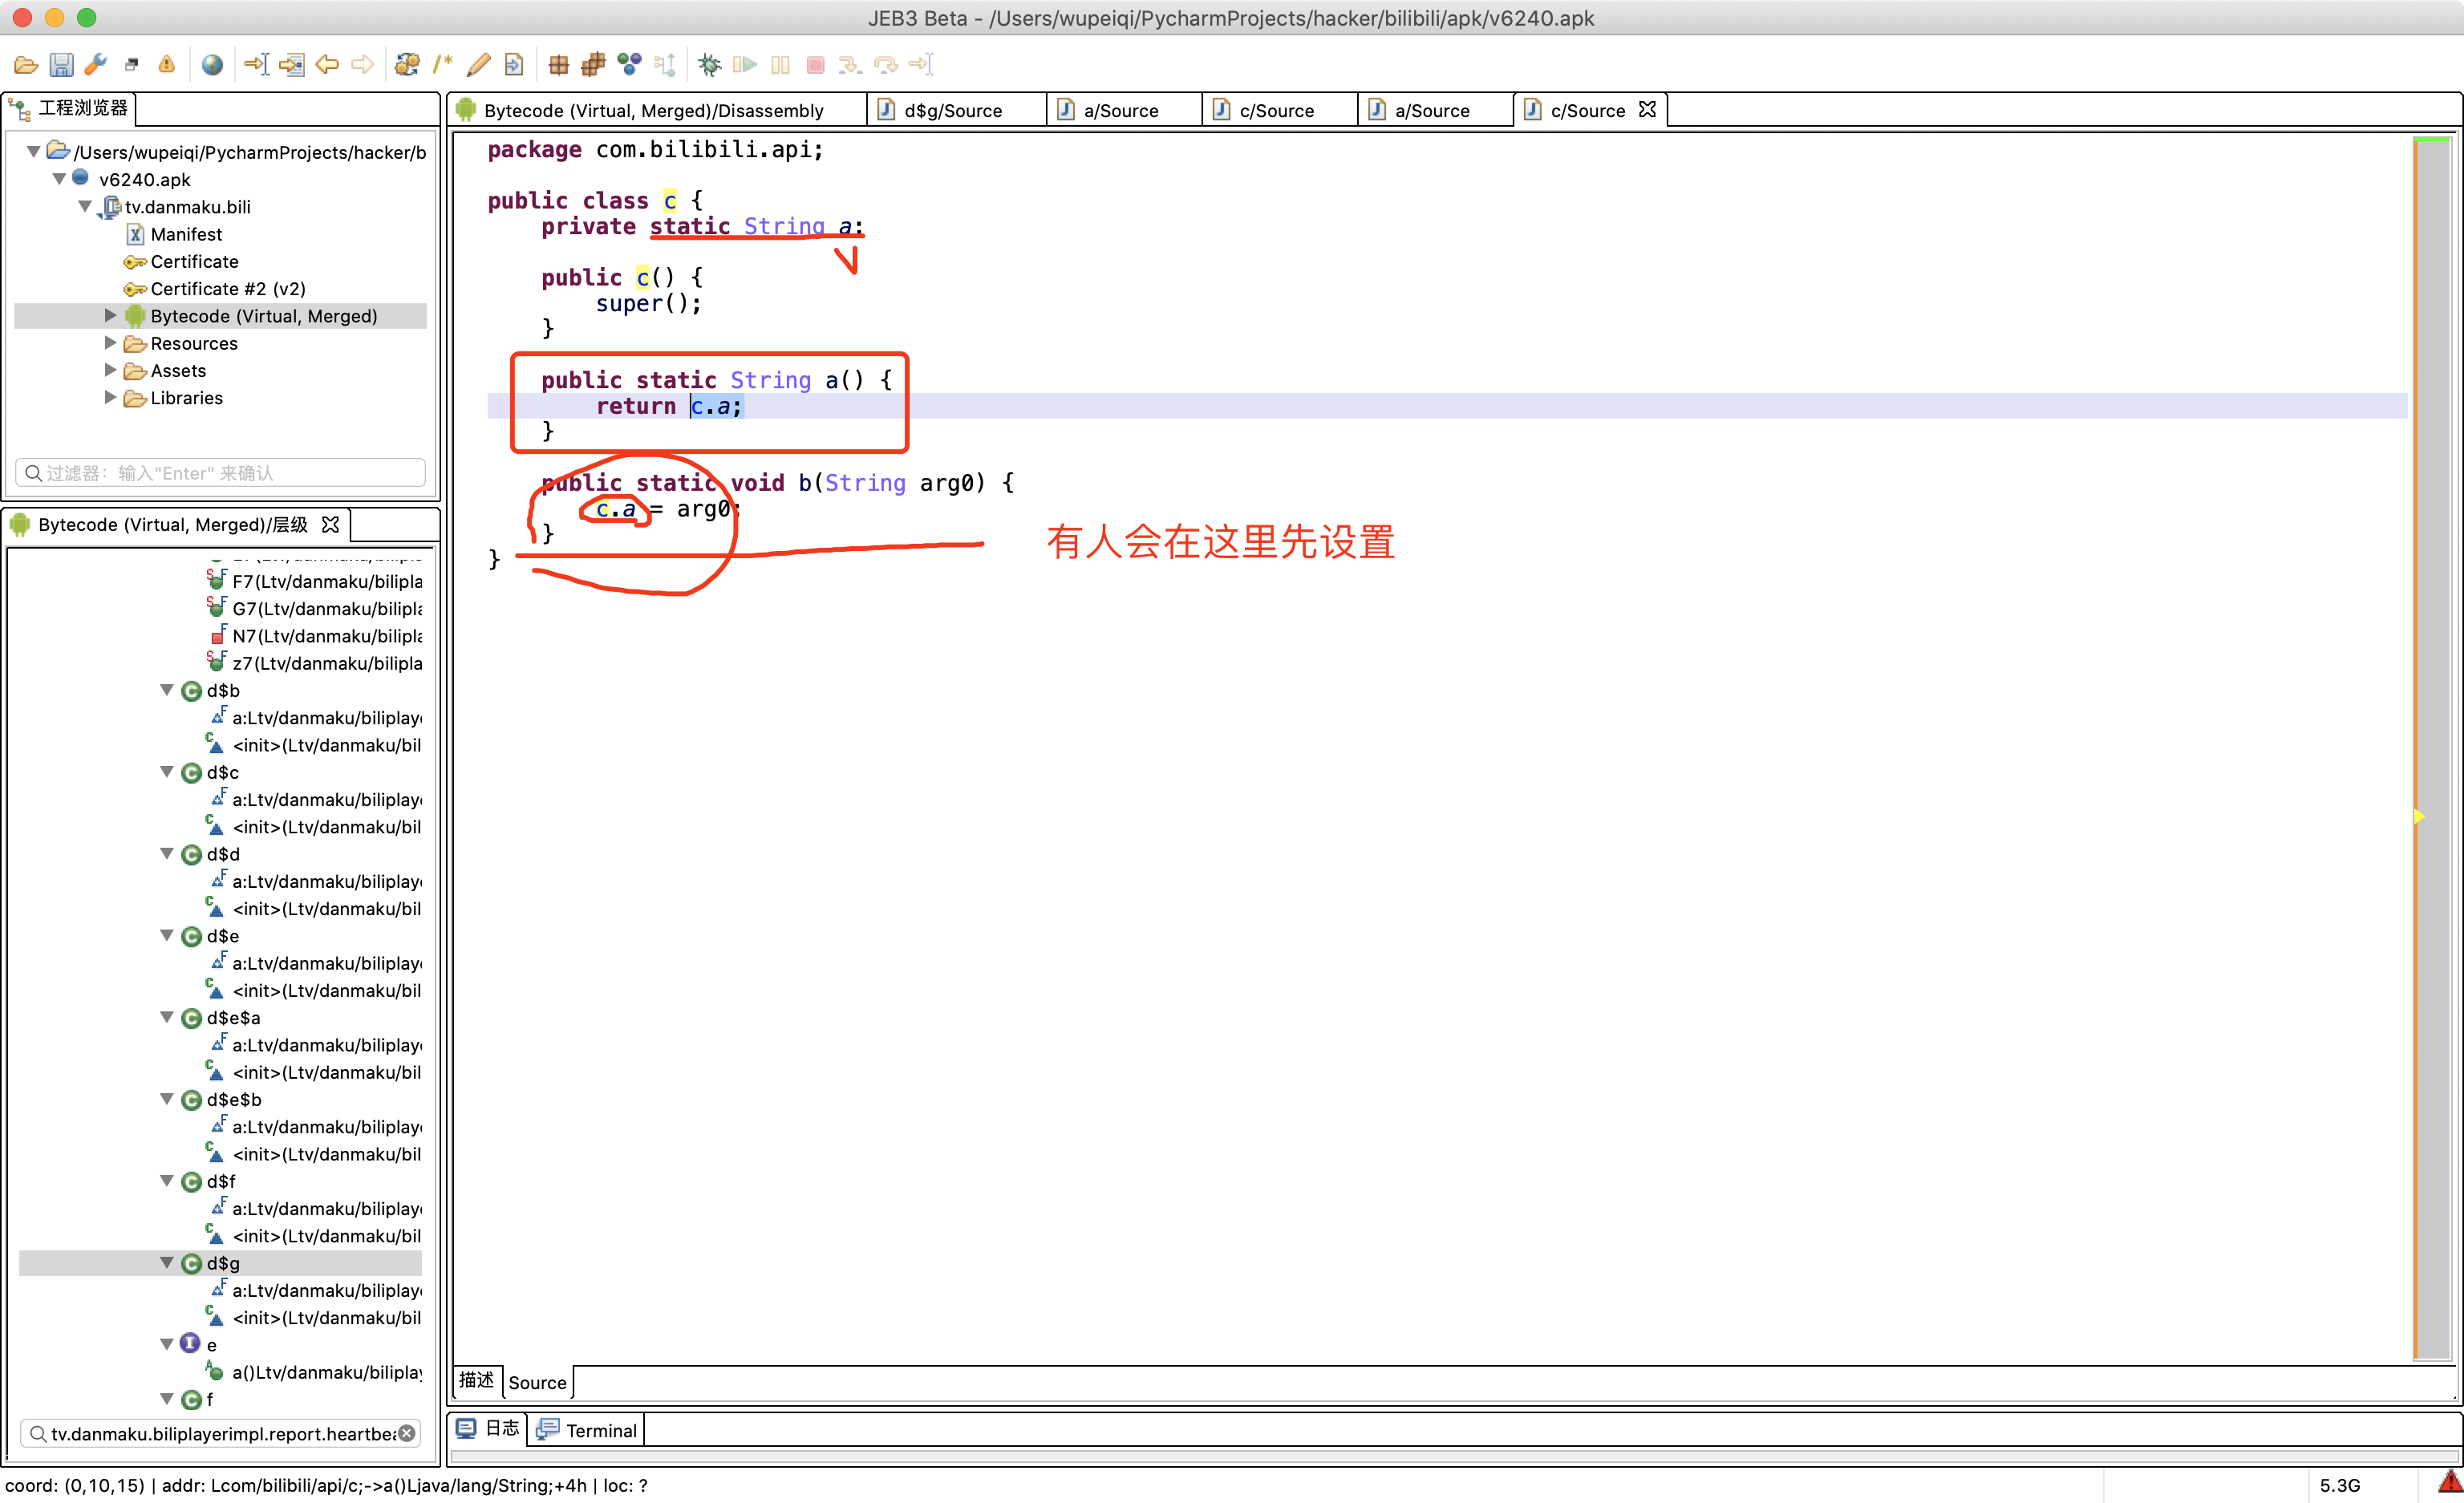 JEB3 Beta - /Users/wupeiqi/PycharmProjects/hacker/bilibili/apk/v6240.apk
工程浏览器
/Users/wupeiqi/PycharmProjects/hacker/b
v6240.apk
tv.danmaku.bili
Manifest
Certificate
Certificate #2 (v2)
Bytecode (Virtual, Merged)
Resources
Assets
Libraries
过滤器：输入"Enter" 来确认
Bytecode (Virtual, Merged)/层级
F7(Ltv/danmaku/bilipla
G7(Ltv/danmaku/bilipla
N7(Ltv/danmaku/bilipla
z7(Ltv/danmaku/bilipla
d$b
a:Ltv/danmaku/biliplay
<init>(Ltv/danmaku/bil
d$c
a:Ltv/danmaku/biliplay
<init>(Ltv/danmaku/bil
d$d
a:Ltv/danmaku/biliplay
<init>(Ltv/danmaku/bil
d$e
a:Ltv/danmaku/biliplay
<init>(Ltv/danmaku/bil
d$e$a
a:Ltv/danmaku/biliplay
<init>(Ltv/danmaku/bil
d$e$b
a:Ltv/danmaku/biliplay
<init>(Ltv/danmaku/bil
d$f
a:Ltv/danmaku/biliplay
<init>(Ltv/danmaku/bil
d$g
a:Ltv/danmaku/biliplay
<init>(Ltv/danmaku/bil
e
a()Ltv/danmaku/biliplay
f
tv.danmaku.biliplayerimpl.report.heartbea
Bytecode (Virtual, Merged)/Disassembly
d$g/Source
a/Source
c/Source
a/Source
c/Source
package com.bilibili.api;
public class c {
private static String a;
public c() {
super();
}
public static String a() {
return c.a;
}
public static void b(String arg0) {
c.a = arg0;
}
}
有人会在这里先设置
描述
Source
日志
Terminal
coord: (0,10,15) | addr: Lcom/bilibili/api/c;->a()Ljava/lang/String;+4h | loc: ?
5.3G